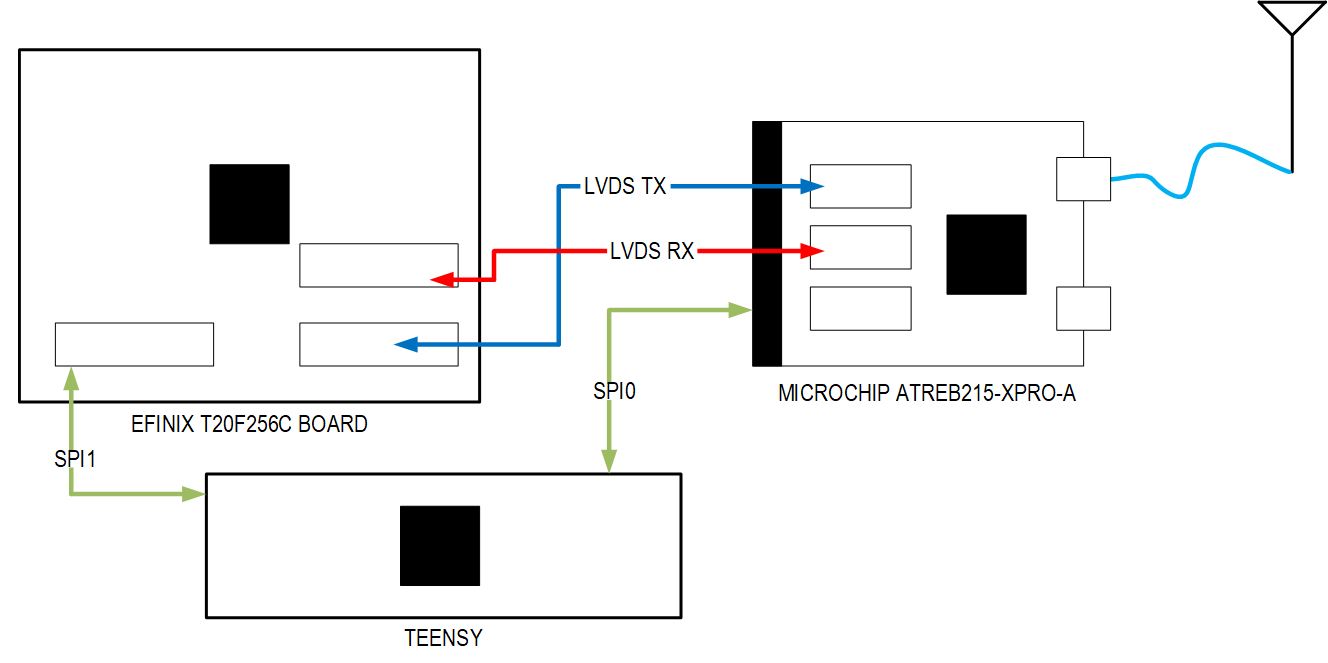 LVDS TX
LVDS RX
SPI0
MICROCHIP ATREB215-XPRO-A
EFINIX T20F256C BOARD
SPI1
TEENSY